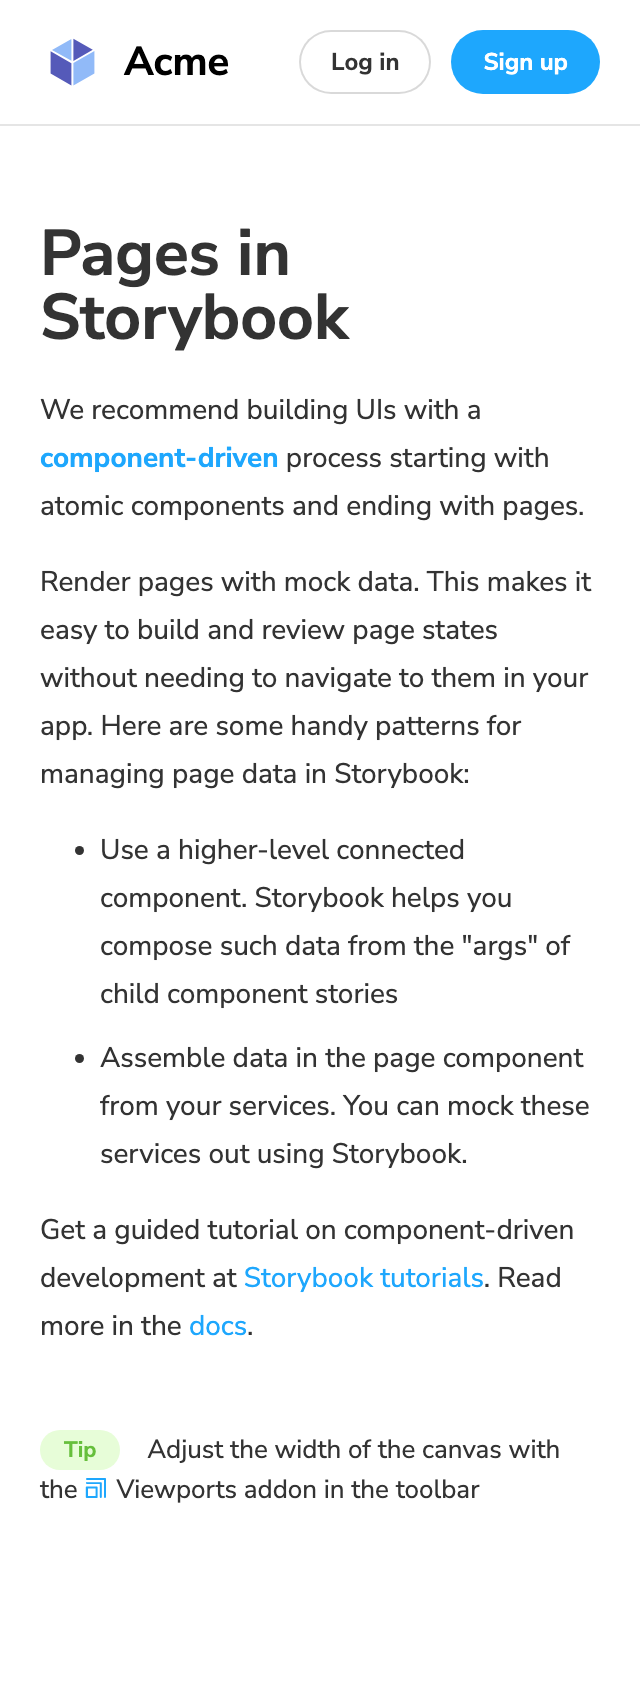 Acme
Log in
Sign up
Pages in
Storybook
We recommend building UIs with a
component-driven process starting with
atomic components and ending with pages.
Render pages with mock data. This makes it
easy to build and review page states
without needing to navigate to them in your
app. Here are some handy patterns for
managing page data in Storybook:
• Use a higher-level connected
component. Storybook helps you
compose such data from the "args" of
child component stories
• Assemble data in the page component
from your services. You can mock these
services out using Storybook.
Get a guided tutorial on component-driven
development at Storybook tutorials. Read
more in the docs.
Tip Adjust the width of the canvas with
the Viewports addon in the toolbar